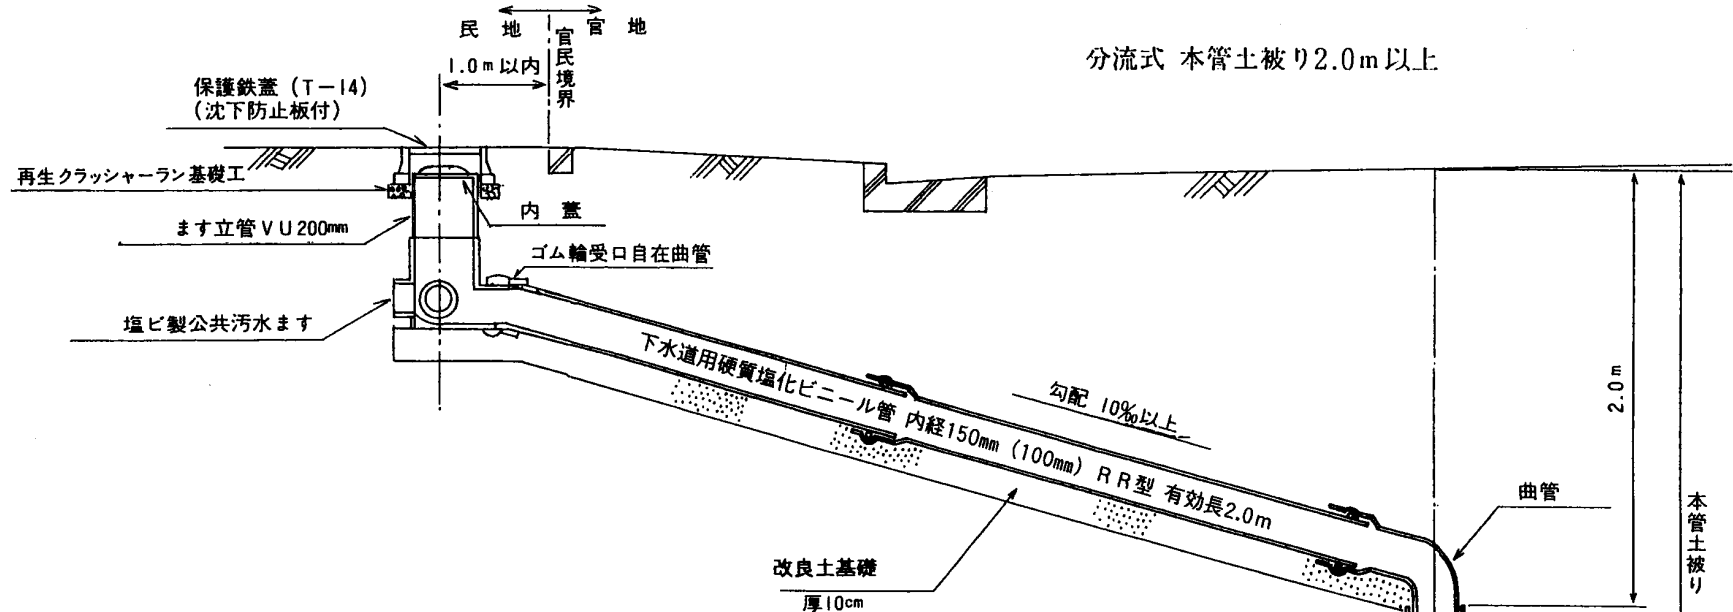 民 地
官 地
官民境界
1.0m以内
分流式 本管土被り2.0m以上
保護鉄蓋（T-14）
（沈下防止板付）
再生クラッシャーラン基礎工
内 蓋
ます立管VU200mm
ゴム輪受口自在曲管
塩ビ製公共汚水ます
下水道用硬質塩化ビニール管 内経150mm（100mm）RR型 有効長2.0m
勾配 10‰以上
2.0m
曲管
本管土被り
改良土基礎
厚10cm